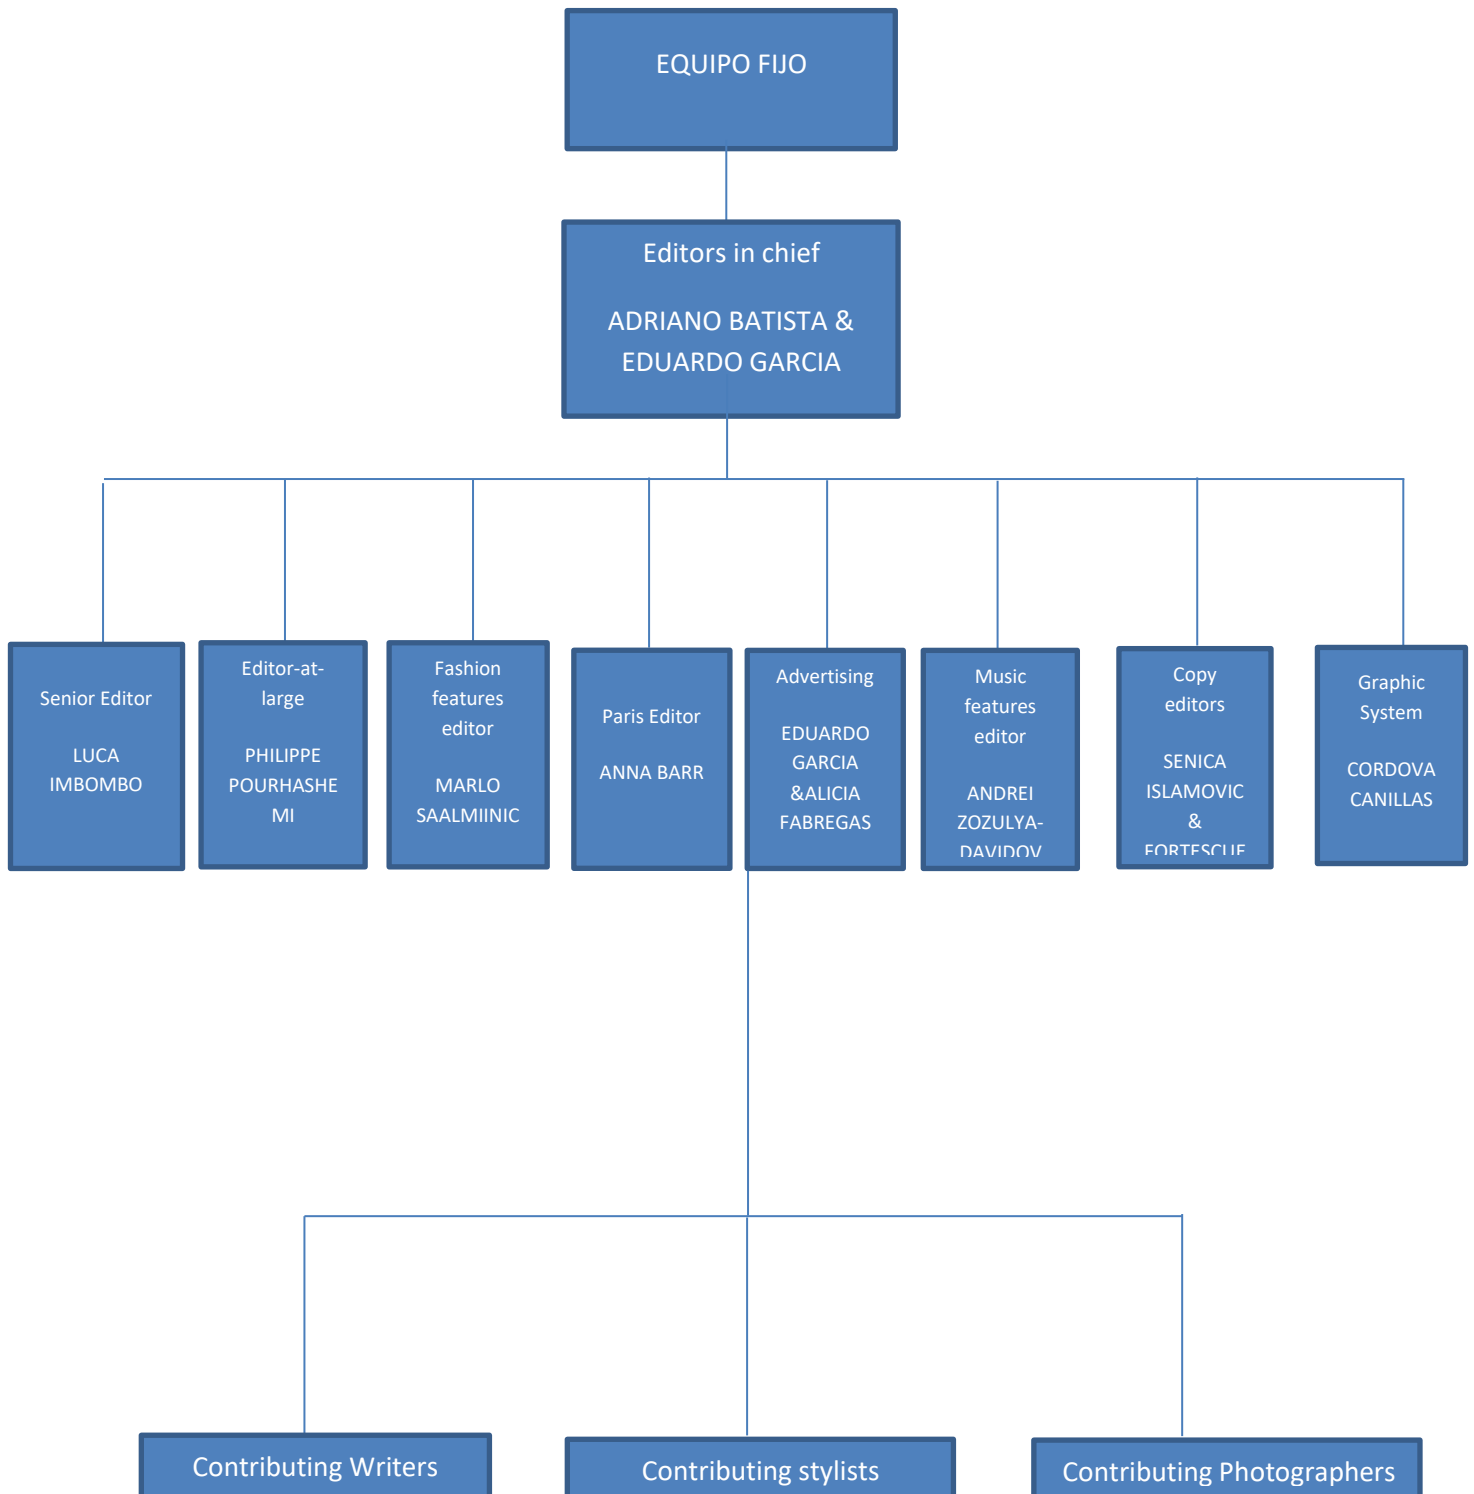 EQUIPO FIJO
Editors in chief
ADRIANO BATISTA &
EDUARDO GARCIA
Senior Editor
LUCA
IMBOMBO
Editor-at-
large
PHILIPPE
POURHASHE
MI
Fashion
features
editor
MARLO
SAALMIINIC
Paris Editor
ANNA BARR
Advertising
EDUARDO
GARCIA
&ALICIA
FABREGAS
Music
features
editor
ANDREI
ZOZULYA-
DAVIDOV
Copy
editors
SENICA
ISLAMOVIC
&
FORTESCUE
Graphic
System
CORDOVA
CANILLAS
Contributing Writers
Contributing stylists
Contributing Photographers